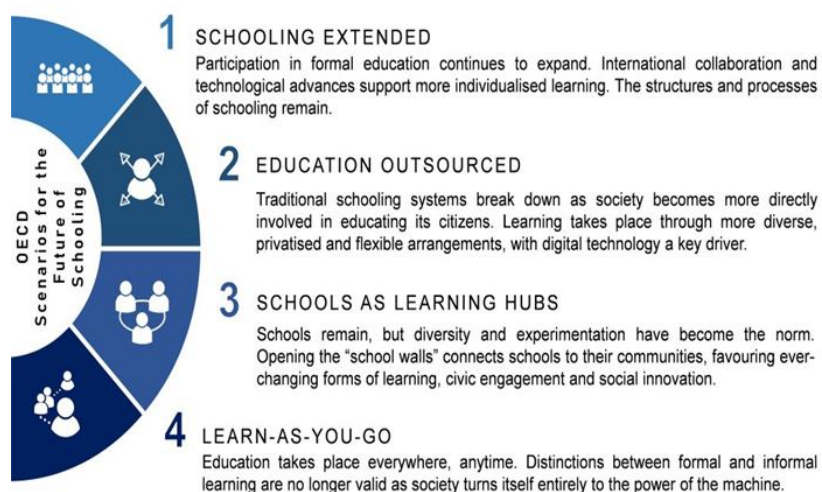 OECD
Scenarios for the
Future of
Schooling
1 SCHOOLING EXTENDED
Participation in formal education continues to expand. International collaboration and
technological advances support more individualised learning. The structures and processes
of schooling remain.
2 EDUCATION OUTSOURCED
Traditional schooling systems break down as society becomes more directly
involved in educating its citizens. Learning takes place through more diverse,
privatised and flexible arrangements, with digital technology a key driver.
3 SCHOOLS AS LEARNING HUBS
Schools remain, but diversity and experimentation have become the norm.
Opening the “school walls” connects schools to their communities, favouring ever-
changing forms of learning, civic engagement and social innovation.
4 LEARN-AS-YOU-GO
Education takes place everywhere, anytime. Distinctions between formal and informal
learning are no longer valid as society turns itself entirely to the power of the machine.